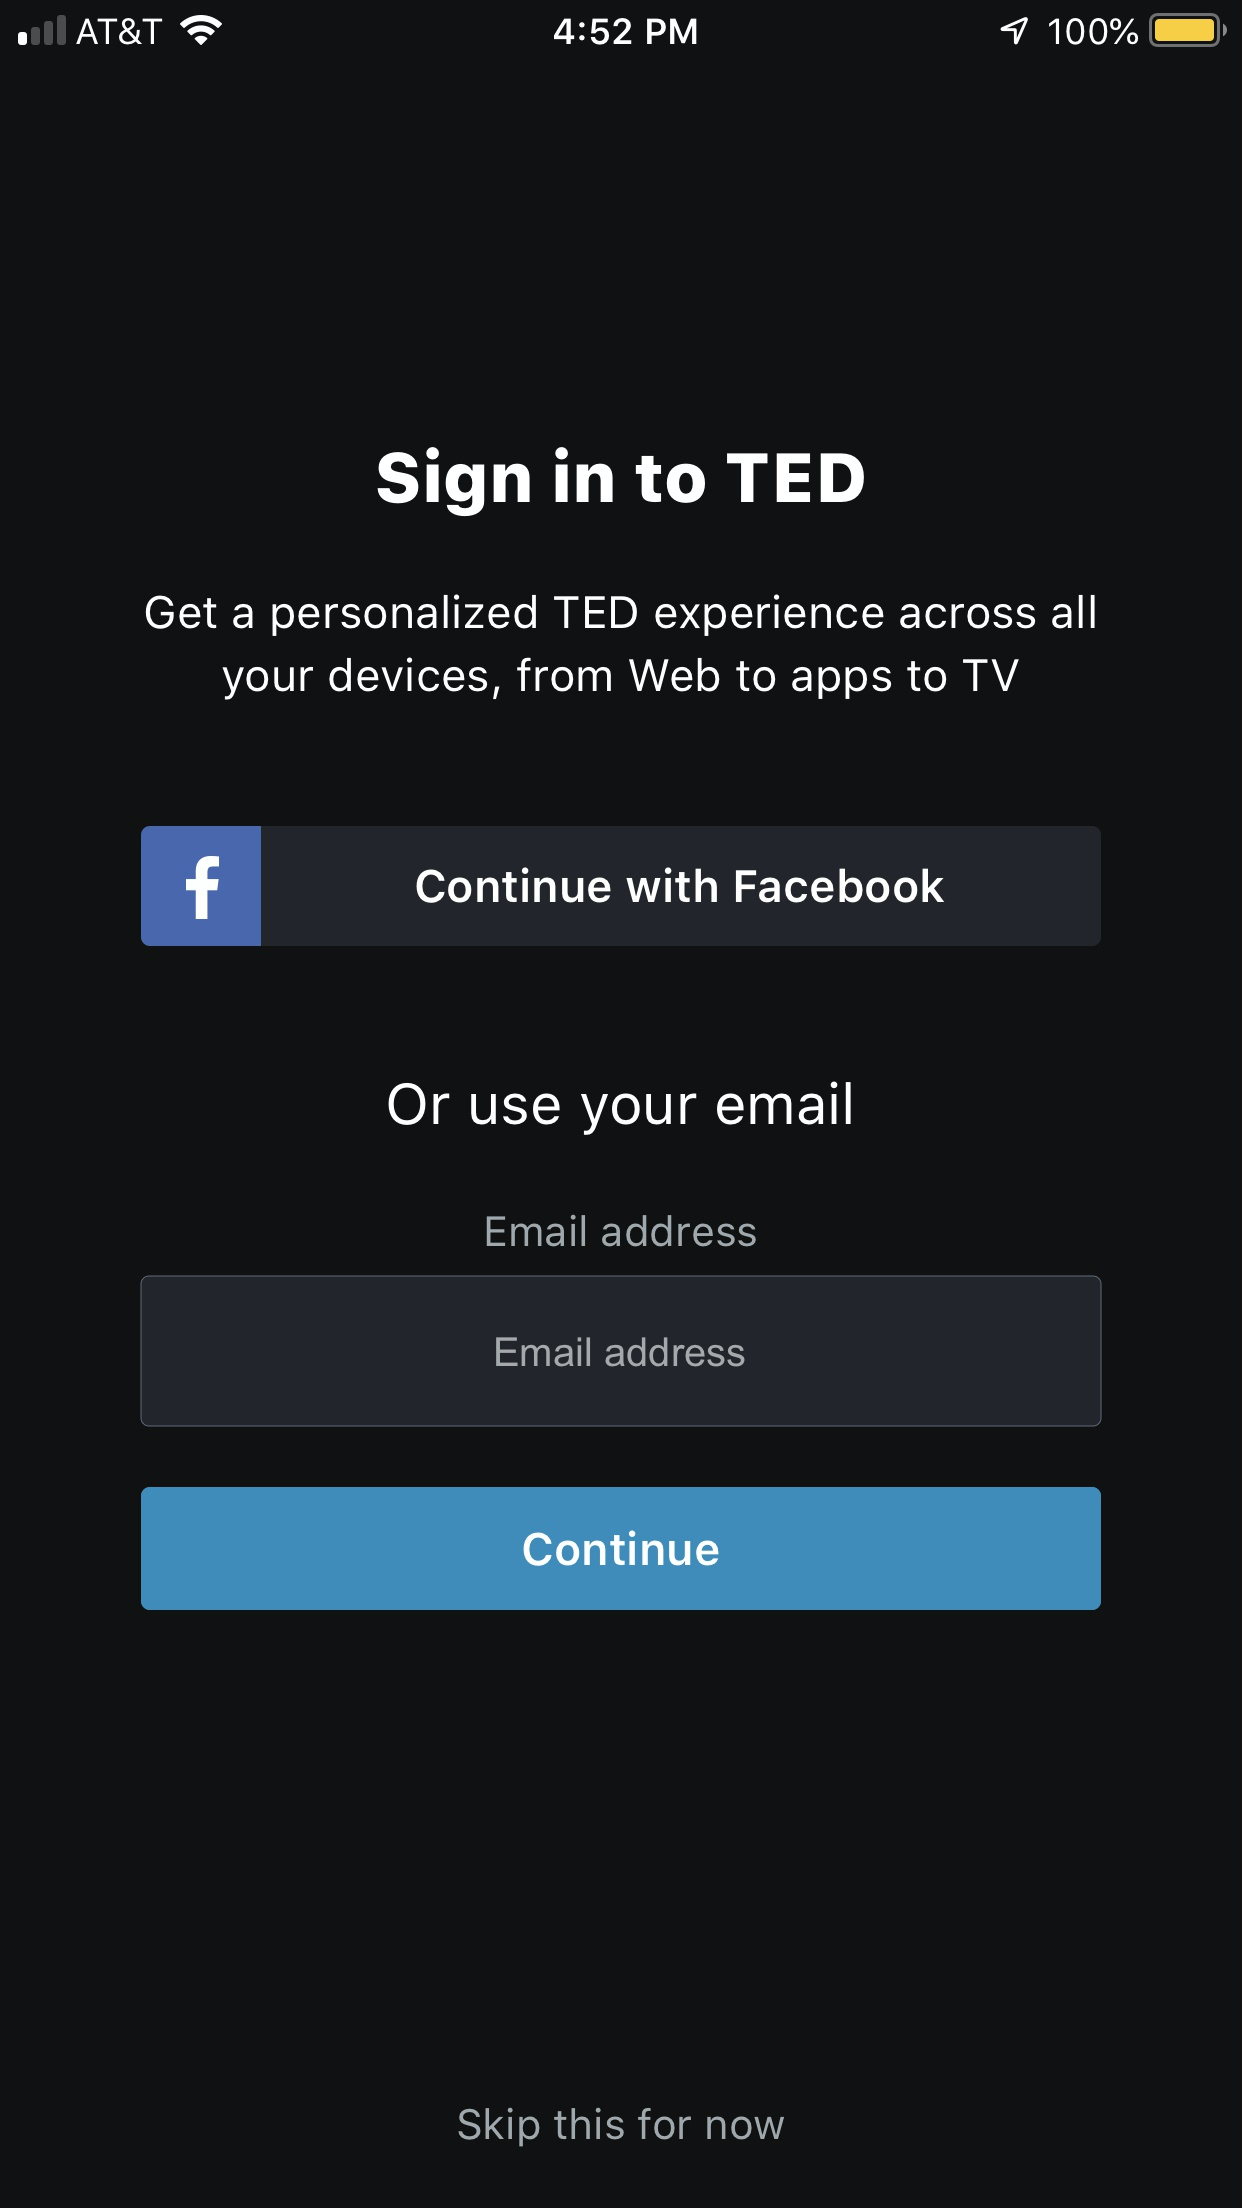 AT&T 4:52 PM 100%
Sign in to TED
Get a personalized TED experience across all
your devices, from Web to apps to TV
f Continue with Facebook
Or use your email
Email address
Email address
Continue
Skip this for now